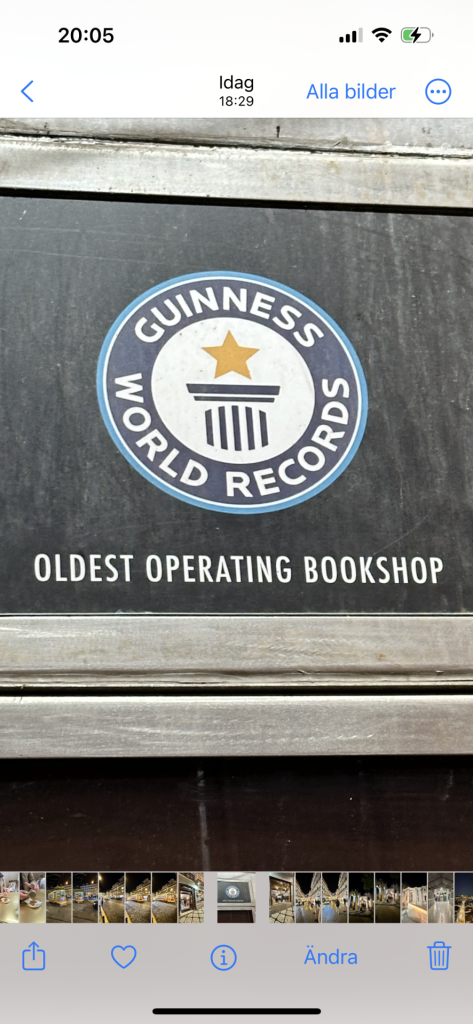 20:05
Idag
18:29
Alla bilder
GUINNESS
WORLD RECORDS
OLDEST OPERATING BOOKSHOP
Ändra